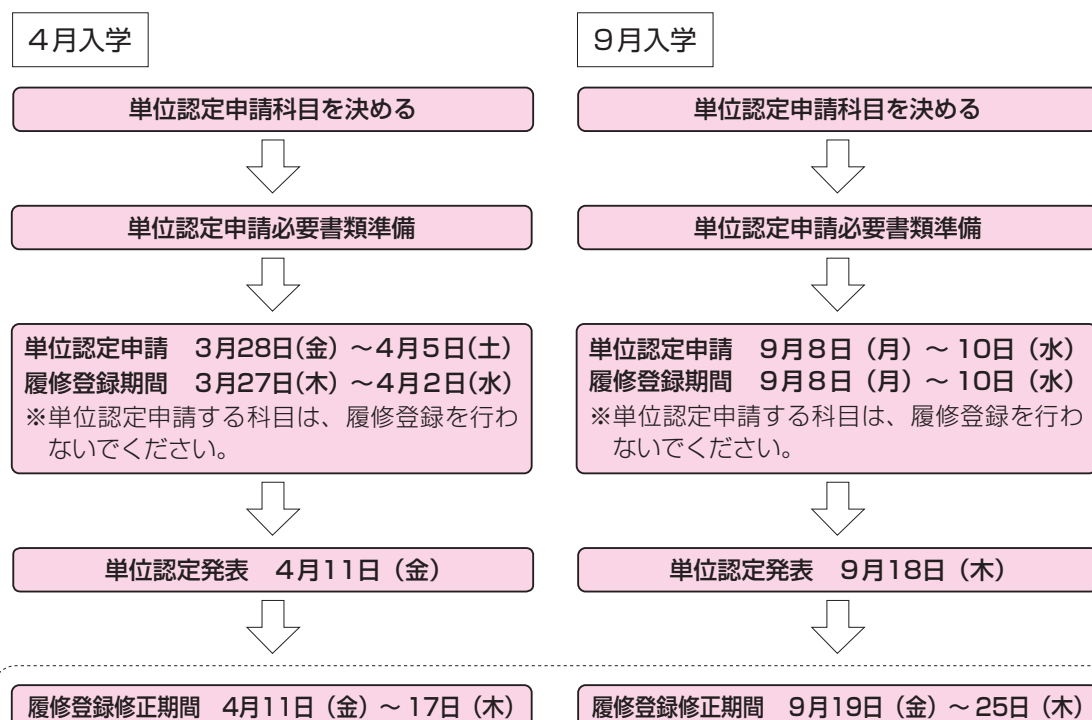 4月入学
単位認定申請科目を決める
単位認定申請必要書類準備
単位認定申請　3月28日(金)～4月5日(土)
履修登録期間　3月27日(木)～4月2日(水)
※単位認定申請する科目は、履修登録を行わ
ないでください。
単位認定発表　4月11日（金）
履修登録修正期間　4月11日（金）～17日（木）
9月入学
単位認定申請科目を決める
単位認定申請必要書類準備
単位認定申請　9月8日（月）～10日（水）
履修登録期間　9月8日（月）～10日（水）
※単位認定申請する科目は、履修登録を行わ
ないでください。
単位認定発表　9月18日（木）
履修登録修正期間　9月19日（金）～25日（木）